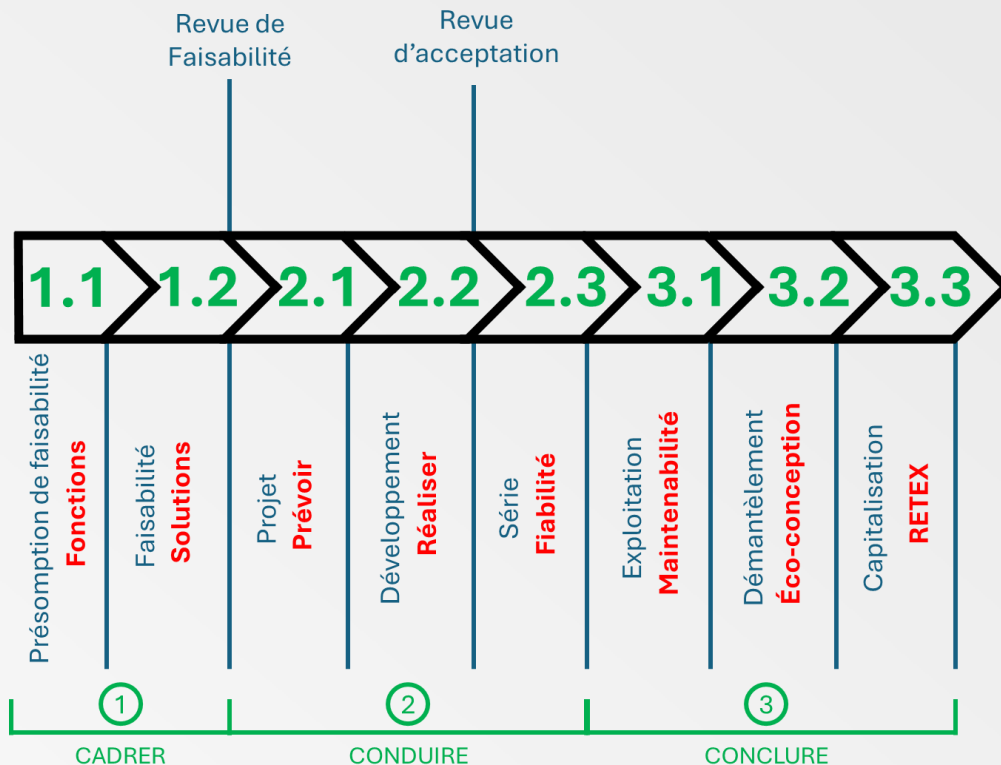 Revue de
Faisabilité
Revue
d’acceptation
1.1
1.2
2.1
2.2
2.3
3.1
3.2
3.3
Présomption de faisabilité
Fonctions
Faisabilité
Solutions
Projet
Prévoir
Développement
Réaliser
Série
Fiabilité
Exploitation
Maintenabilité
Démantèlement
Éco-conception
Capitalisation
RETEX
1
2
3
CADRER
CONDUIRE
CONCLURE